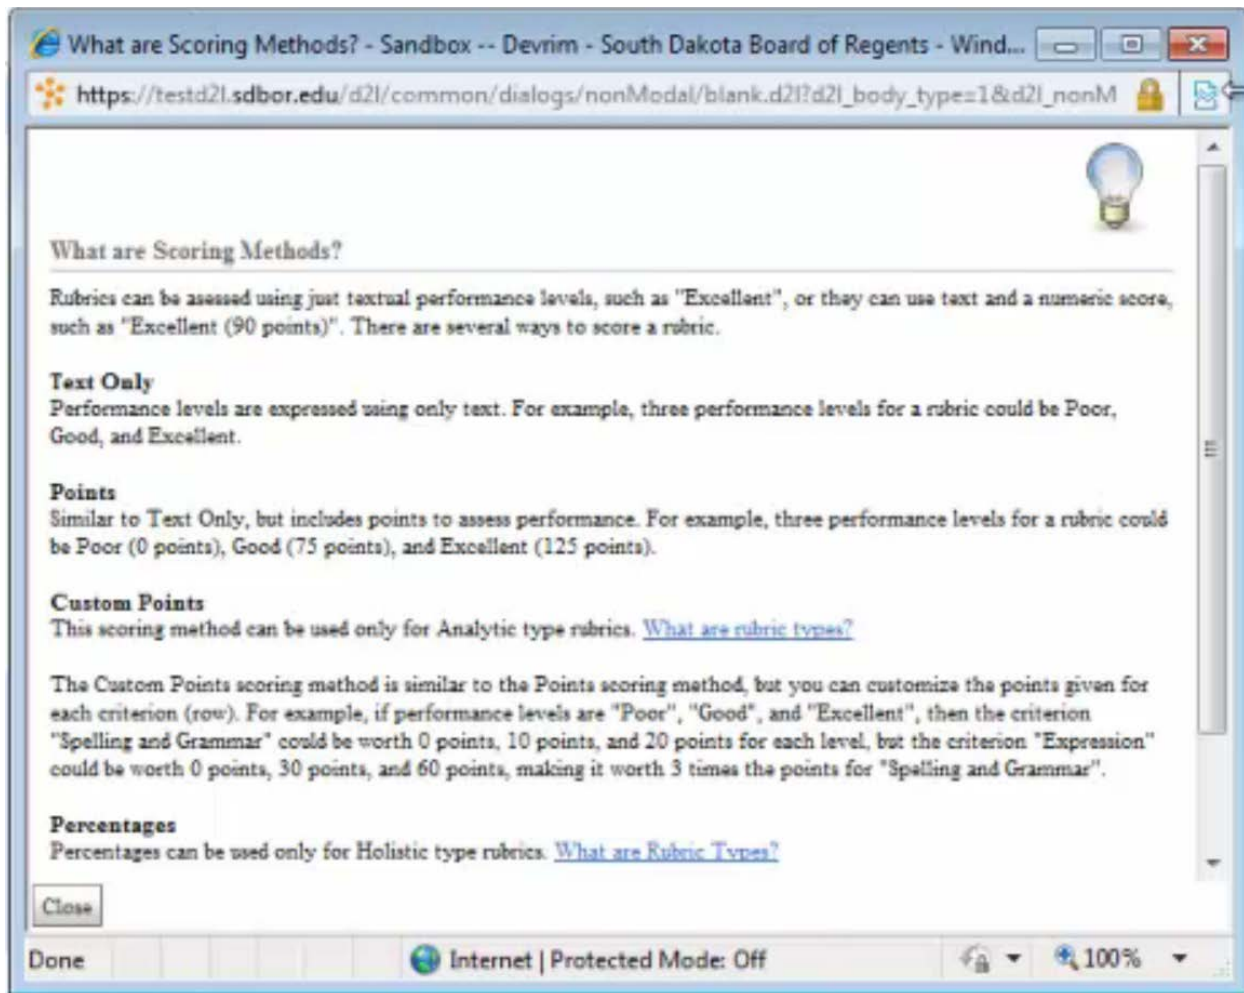 What are Scoring Methods? - Sandbox -- Devrim - South Dakota Board of Regents - Wind...
https://testd2l.sdbor.edu/d2l/common/dialogs/nonModal/blank.d2l?d2l_body_type=1&d2l_nonM
What are Scoring Methods?
Rubrics can be asessed using just textual performance levels, such as "Excellent", or they can use text and a numeric score,
such as "Excellent (90 points)". There are several ways to score a rubric.
Text Only
Performance levels are expressed using only text. For example, three performance levels for a rubric could be Poor,
Good, and Excellent.
Points
Similar to Text Only, but includes points to assess performance. For example, three performance levels for a rubric could
be Poor (0 points), Good (75 points), and Excellent (125 points).
Custom Points
This scoring method can be used only for Analytic type rubrics. What are rubric types?
The Custom Points scoring method is similar to the Points scoring method, but you can customize the points given for
each criterion (row). For example, if performance levels are "Poor", "Good", and "Excellent", then the criterion
"Spelling and Grammar" could be worth 0 points, 10 points, and 20 points for each level, but the criterion "Expression"
could be worth 0 points, 30 points, and 60 points, making it worth 3 times the points for "Spelling and Grammar".
Percentages
Percentages can be used only for Holistic type rubrics. What are Rubric Types?
Close
Done
Internet | Protected Mode: Off
100%